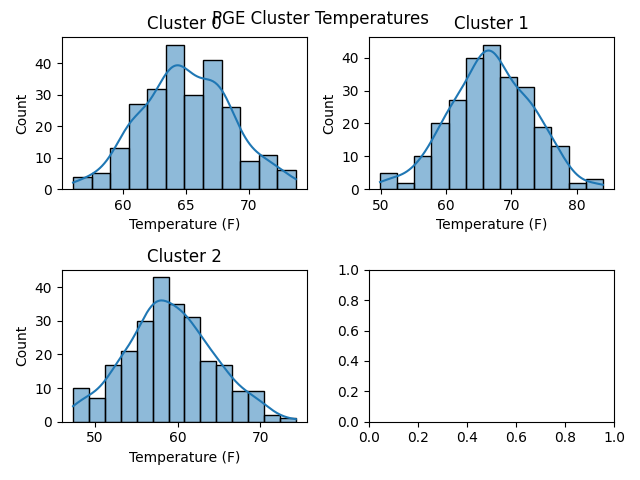 PGE Cluster Temperatures
Cluster 0
Count
40
30
20
10
0
60 65 70
Temperature (F)
Cluster 1
Count
40
30
20
10
0
50 60 70 80
Temperature (F)
Cluster 2
Count
40
30
20
10
0
50 60 70
Temperature (F)
1.0
0.8
0.6
0.4
0.2
0.0
0.0 0.2 0.4 0.6 0.8 1.0